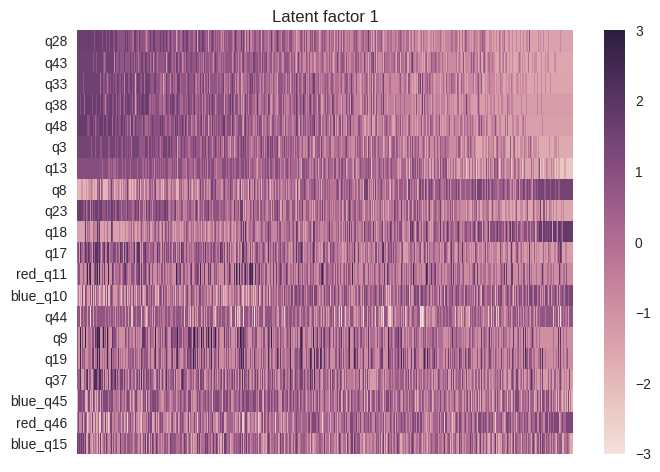 Latent factor 1
q28
q43
q33
q38
q48
q3
q13
q8
q23
q18
q17
red_q11
blue_q10
q44
q9
q19
q37
blue_q45
red_q46
blue_q15
3
2
1
0
−1
−2
−3